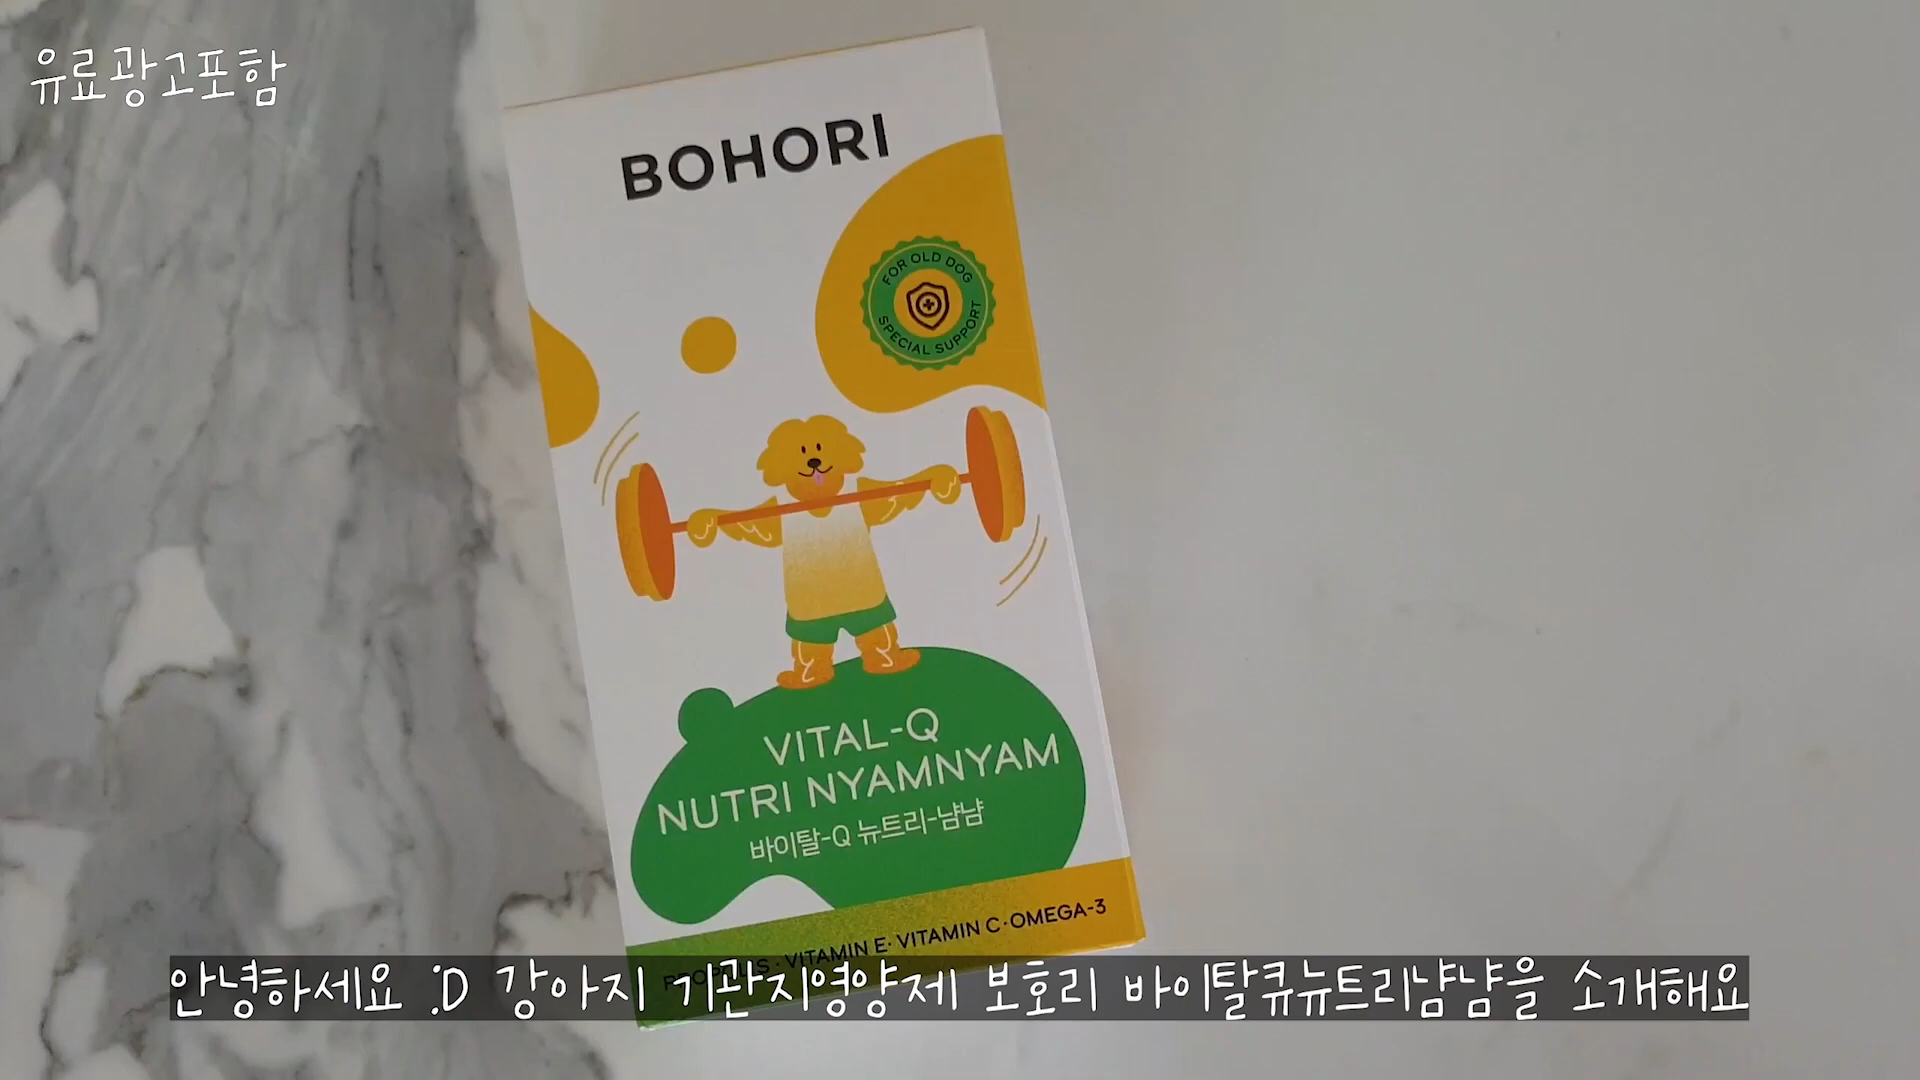 유료광고포함
BOHORI
FOR OLD DOG
SPECIAL SUPPORT
VITAL-Q
NUTRI NYAMNYAM
바이탈-Q 뉴트리-냠냠
PROPOLIS · VITAMIN E · VITAMIN C · OMEGA-3
안녕하세요 :D 강아지 기관지영양제 보호리 바이탈큐뉴트리냠냠을 소개해요